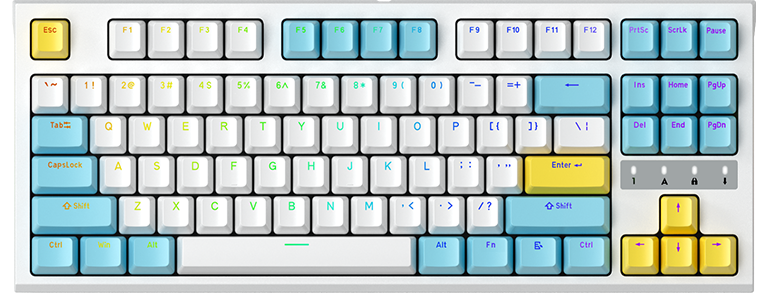 Esc F1 F2 F3 F4 F5 F6 F7 F8 F9 F10 F11 F12 PrtSc ScrLk Pause
\~ 1! 2@ 3# 4$ 5% 6^ 7& 8* 9( 0) -_ =+ ← Ins Home PgUp
Tab Q W E R T Y U I O P [{ ]} \| Del End PgDn
CapsLock A S D F G H J K L ;: '" Enter ↵ 1 A
⇧ Shift Z X C V B N M ,< .> /? ⇧ Shift ↑
Ctrl Win Alt Alt Fn Ctrl ← ↓ →